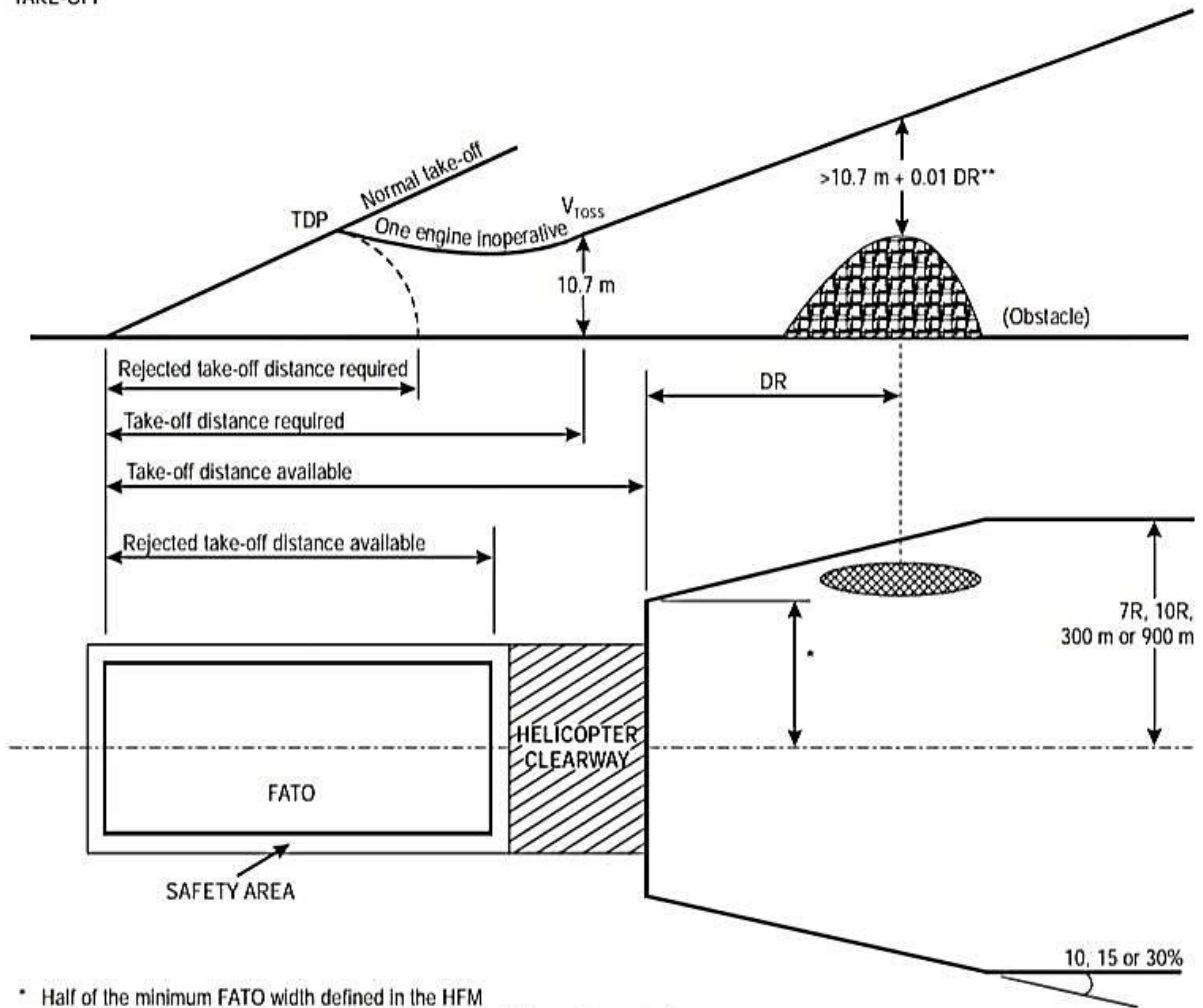 Normal take-off
>10.7 m + 0.01 DR**
TDP
V_TOSS
One engine inoperative
10.7 m
(Obstacle)
Rejected take-off distance required
DR
Take-off distance required
Take-off distance available
Rejected take-off distance available
7R, 10R,
300 m or 900 m
*
HELICOPTER
CLEARWAY
FATO
SAFETY AREA
10, 15 or 30%
* Half of the minimum FATO width defined in the HFM